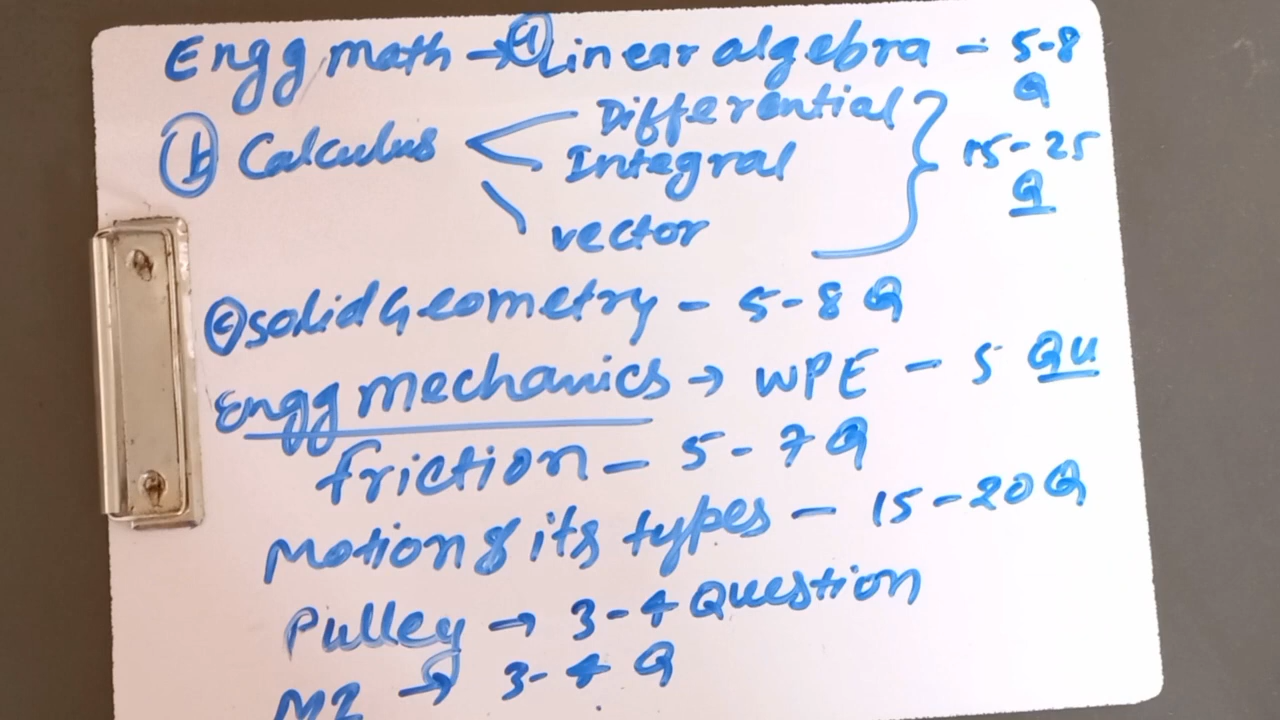 Engg math → (a) Linear algebra - 5-8 Q
(b) Calculus Differential
Integral
vector
15-25 Q
(c) Solid Geometry - 5-8 Q
Engg Mechanics → WPE - 5 Qu
friction - 5-7 Q
Motion & its types - 15-20 Q
Pulley → 3-4 Question
→ 3-4 Q